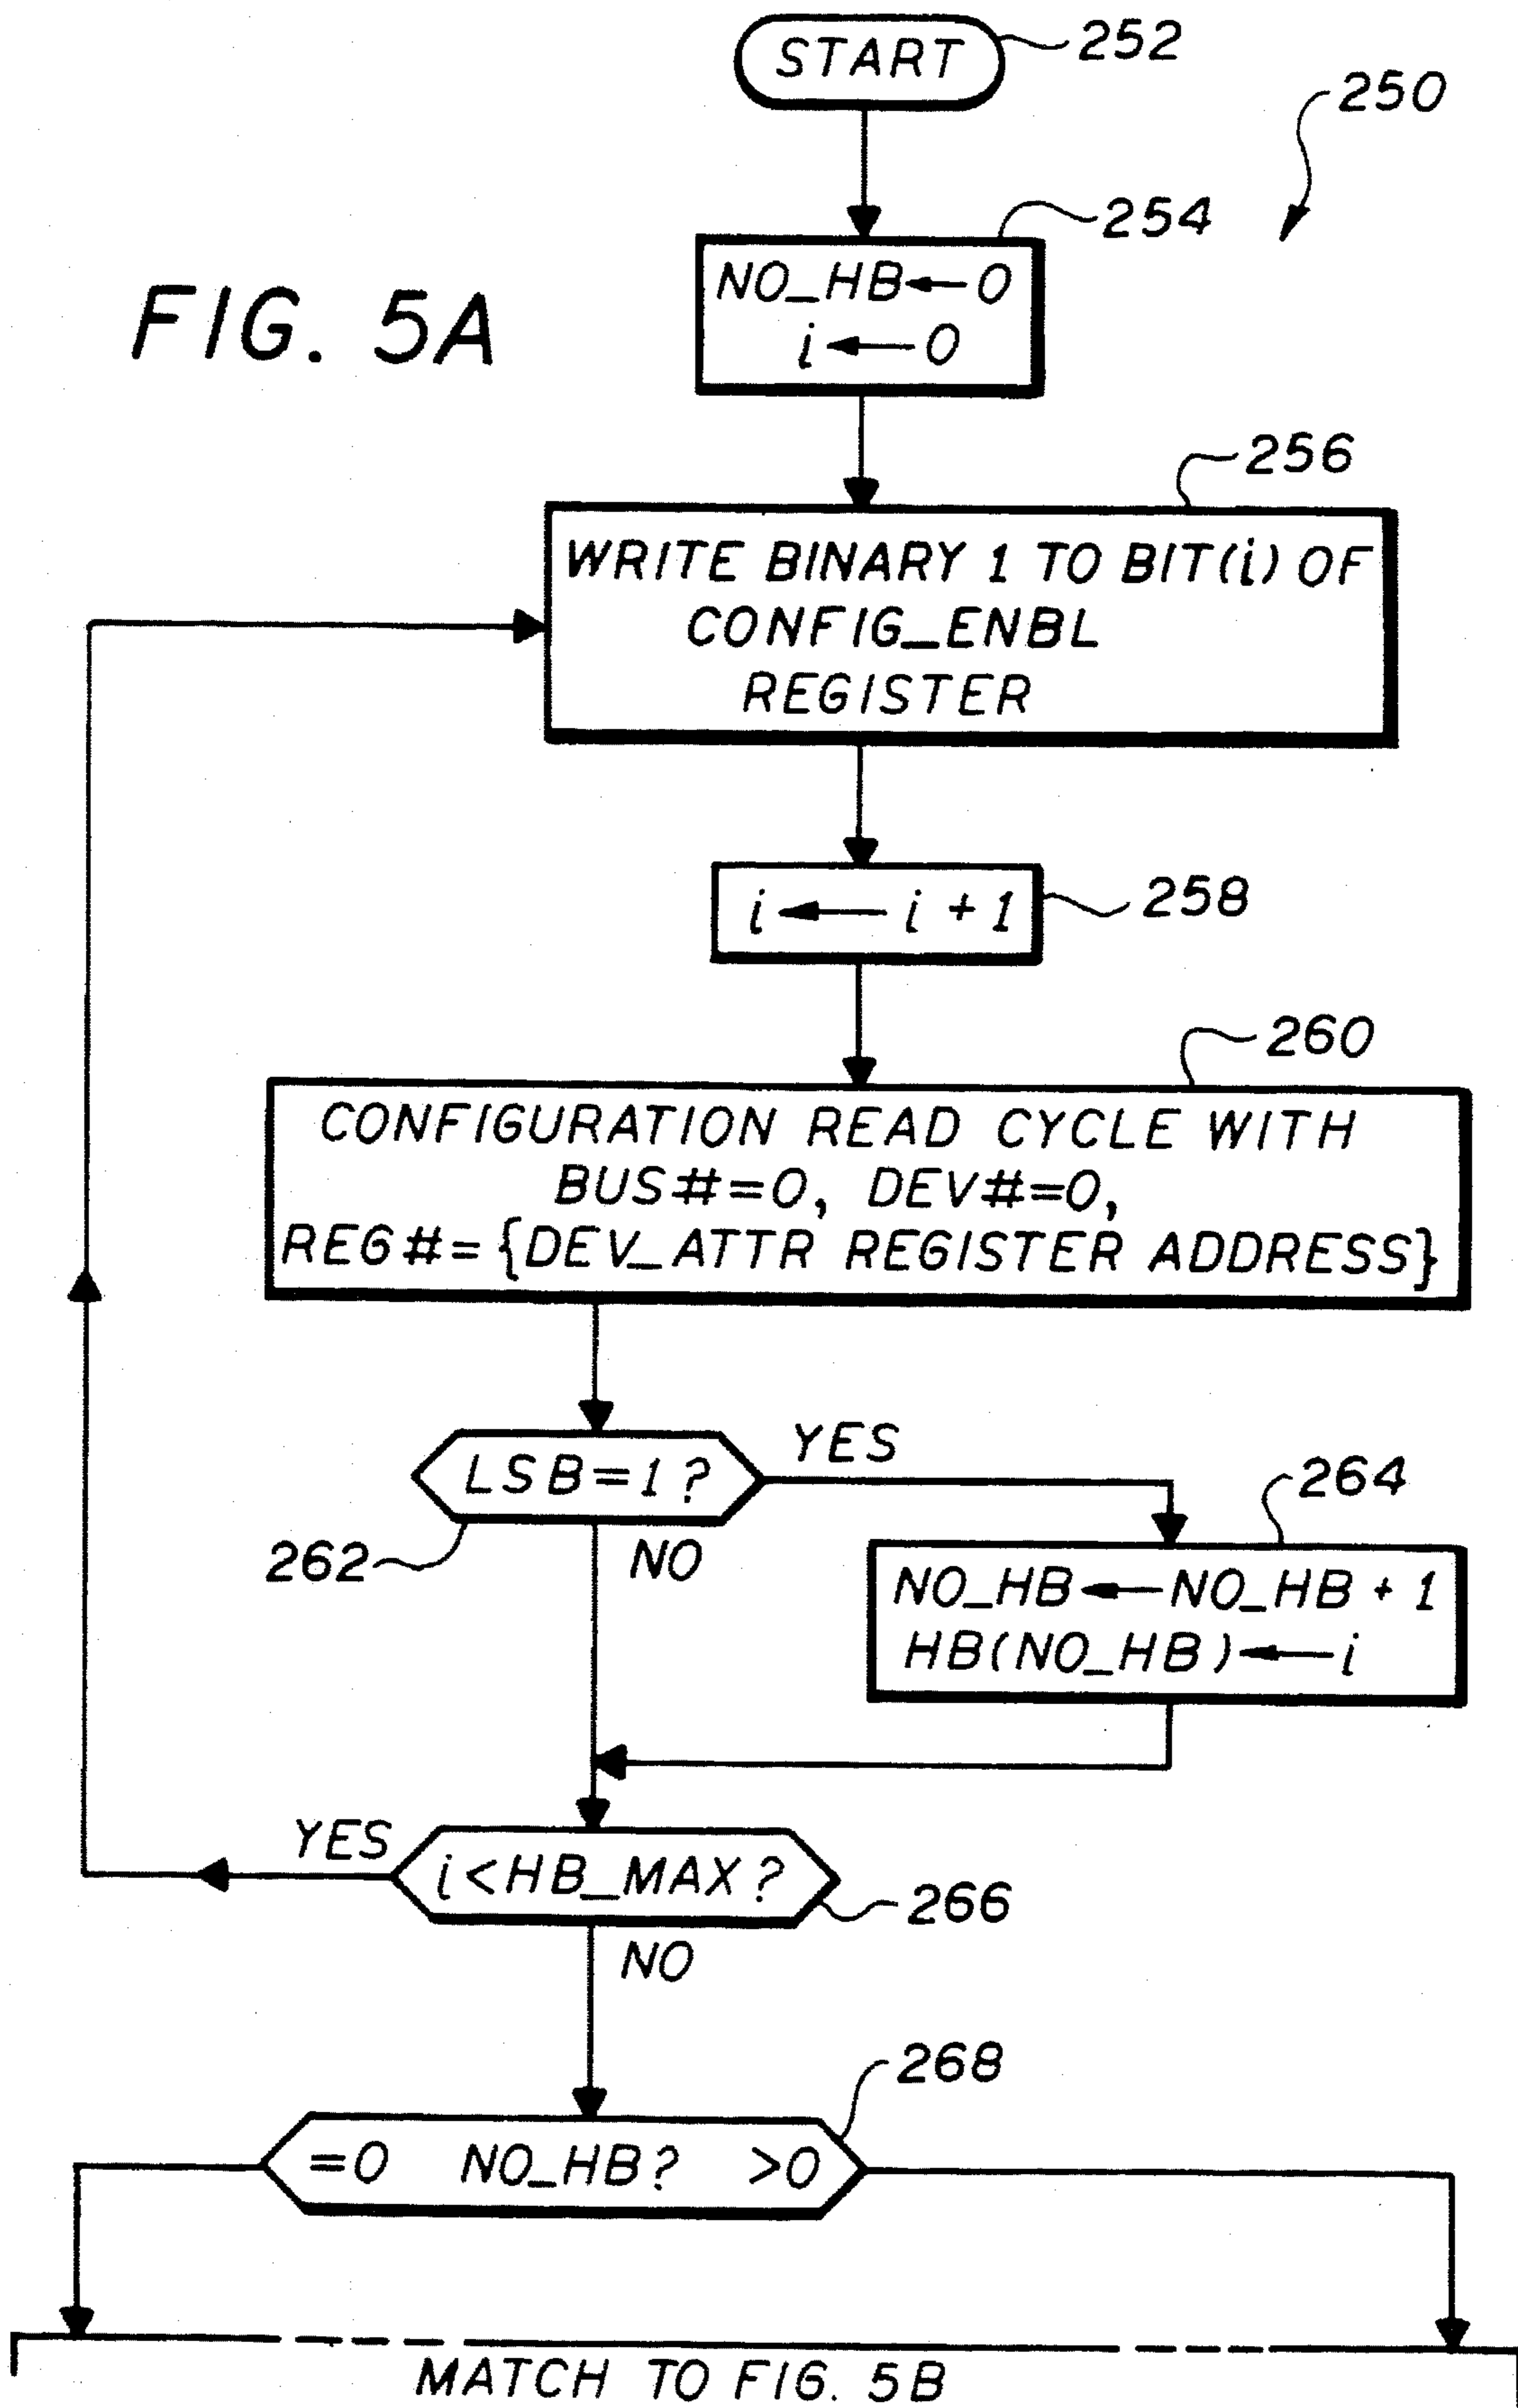 START
252
250
254
NO_HB←0
i←0
FIG. 5A
256
WRITE BINARY 1 TO BIT(i) OF
CONFIG_ENBL
REGISTER
i← i + 1
258
260
CONFIGURATION READ CYCLE WITH
BUS#=0, DEV#=0,
REG#={DEV_ATTR REGISTER ADDRESS}
LSB=1?
YES
264
262
NO
NO_HB←NO_HB + 1
HB(NO_HB)←i
YES
i<HB_MAX?
266
NO
268
=0 NO_HB? >0
MATCH TO FIG. 5B